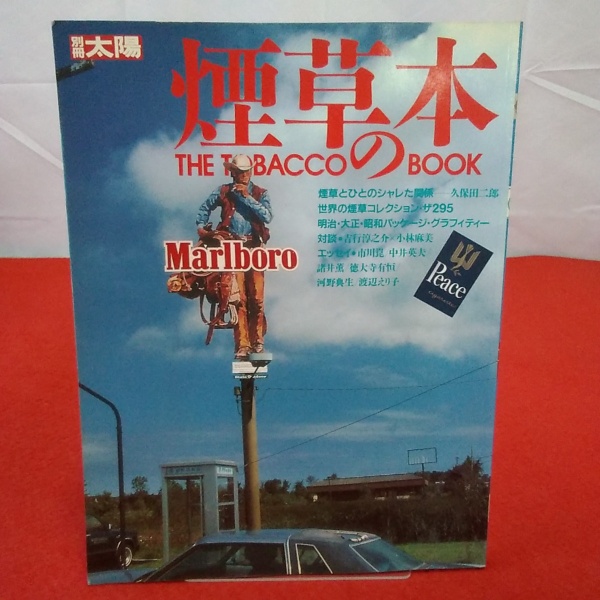 別冊太陽
煙草の本
THE TOBACCO BOOK
煙草とひとのシャレた関係──久保田二郎
世界の煙草コレクション・ザ295
明治・大正・昭和パッケージ・グラフィティー
対談●吉行淳之介×小林麻美
エッセイ●市川崑 中井英夫
諸井薫 徳大寺有恒
河野典生 渡辺えり子
Marlboro
Peace